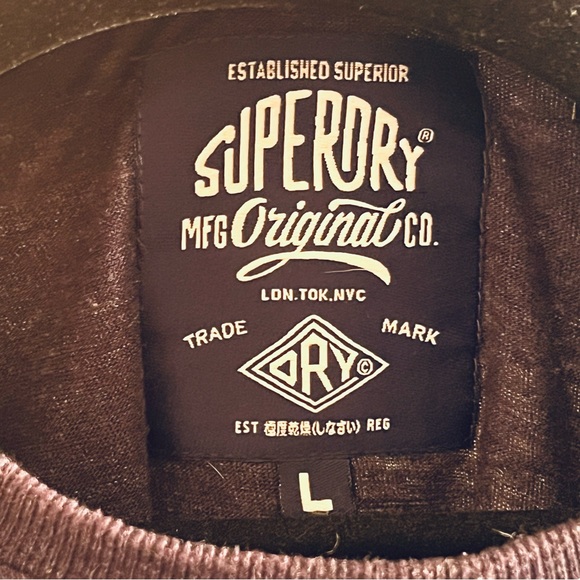 ESTABLISHED SUPERIOR
SUPERDRY®
MFG Original CO.
LDN.TOK.NYC
TRADE MARK
DRY©
EST 極度乾燥(しなさい) REG
L